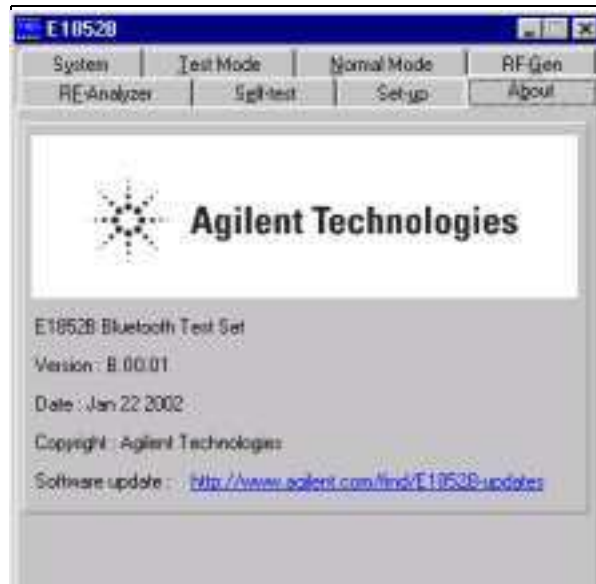 E1852B
System Test Mode Normal Mode RF-Gen
RF-Analyzer Self-test Set-up About
Agilent Technologies
E1852B Bluetooth Test Set
Version : B.00.01
Date : Jan 22 2002
Copyright : Agilent Technologies
Software update : http://www.agilent.com/find/E1852B-updates